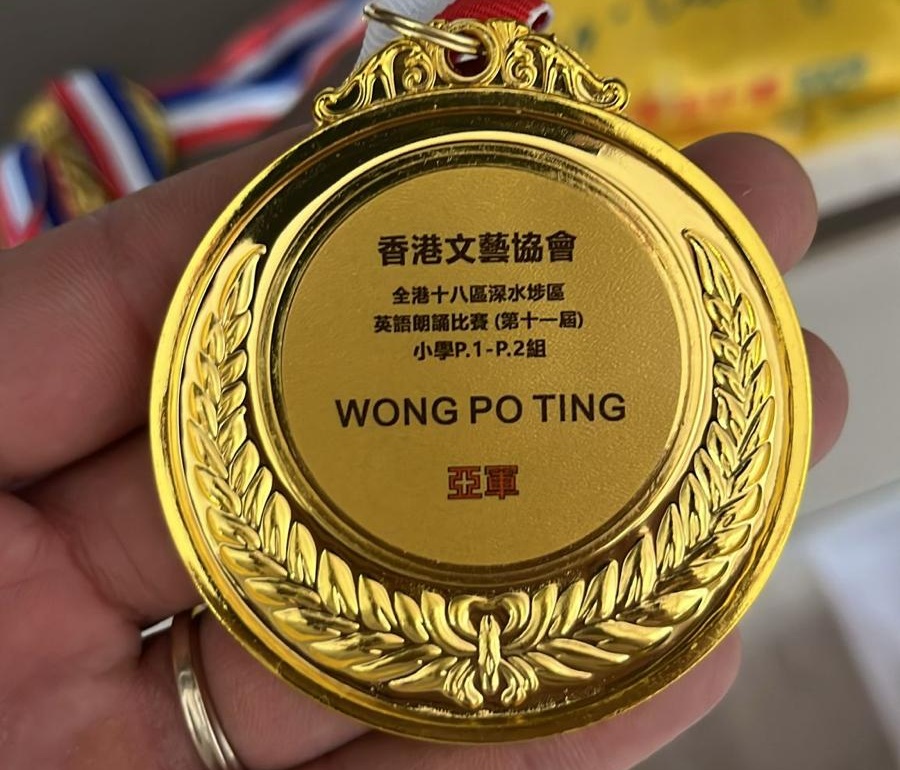 香港文藝協會
全港十八區深水埗區
英語朗誦比賽 (第十一屆)
小學P.1-P.2組
WONG PO TING
亞軍